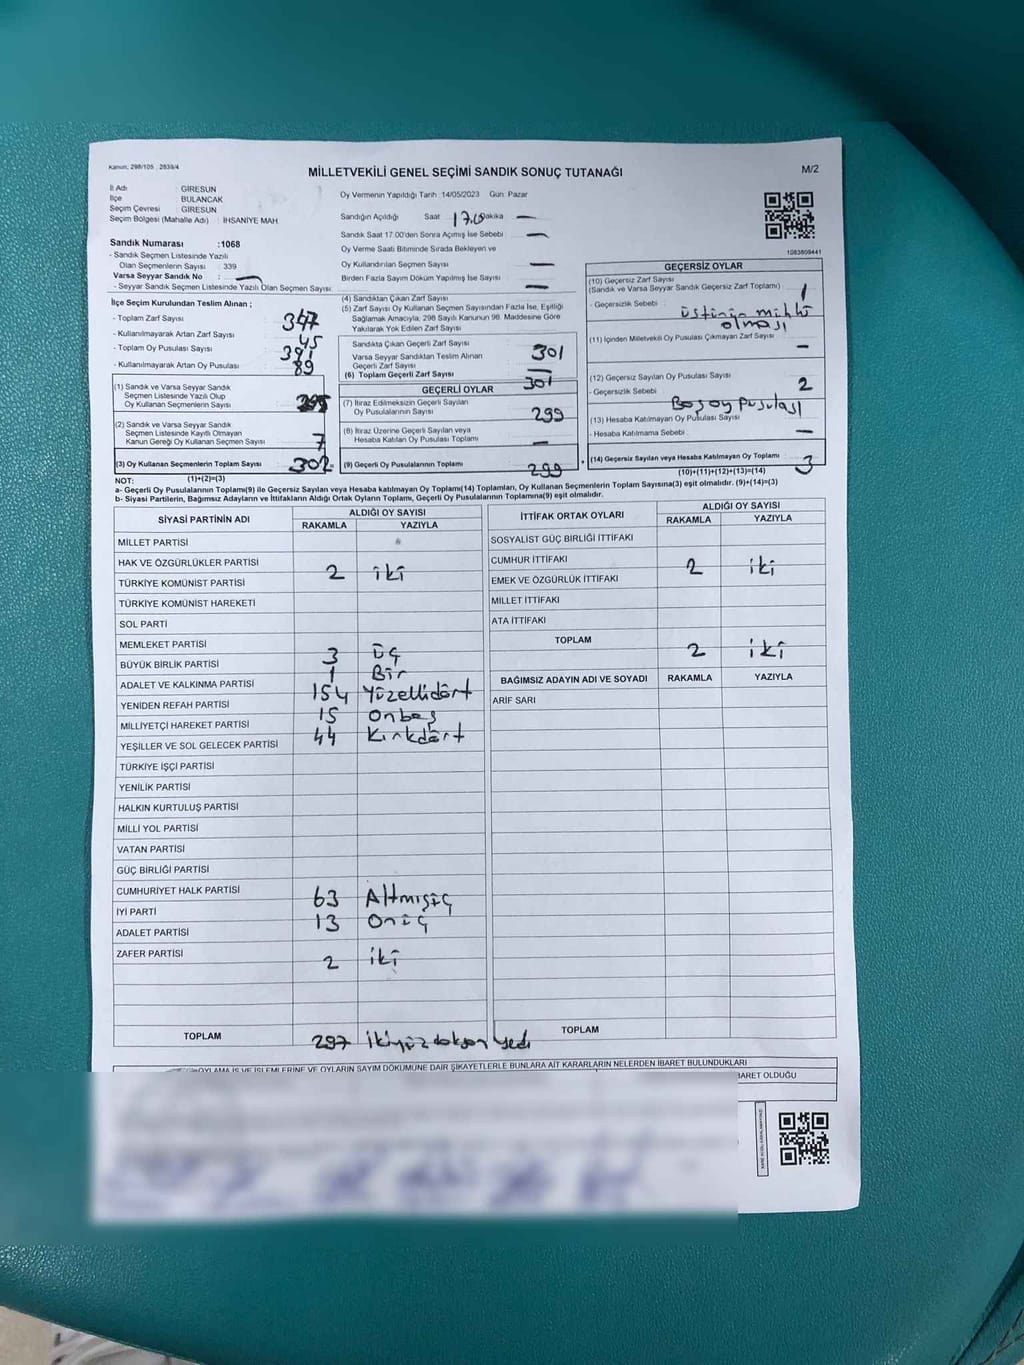 Kanun: 298/105 , 2839/4
MİLLETVEKİLİ GENEL SEÇİMİ SANDIK SONUÇ TUTANAĞI
M/2
İl Adı : GİRESUN
İlçe : BULANCAK
Seçim Çevresi : GİRESUN
Seçim Bölgesi (Mahalle Adı) : İHSANİYE MAH.
Sandık Numarası :1068
- Sandık Seçmen Listesinde Yazılı
Olan Seçmenlerin Sayısı : 339
Varsa Seyyar Sandık No : —
- Seyyar Sandık Seçmen Listesinde Yazılı Olan Seçmen Sayısı:
Oy Vermenin Yapıldığı Tarih :14/05/2023 Gün: Pazar
Sandığın Açıldığı Saat 17.0 Dakika —
Sandık Saat 17.00'den Sonra Açımış İse Sebebi : —
Oy Verme Saati Bitiminde Sırada Bekleyen ve
Oy Kullandırılan Seçmen Sayısı —
Birden Fazla Sayım Döküm Yapılmış İse Sayısı : —
1083809441
İlçe Seçim Kurulundan Teslim Alınan ;
- Toplam Zarf Sayısı : 347
- Kullanılmayarak Artan Zarf Sayısı : 45
- Toplam Oy Pusulası Sayısı : 391
- Kullanılmayarak Artan Oy Pusulası : 89
(1) Sandık ve Varsa Seyyar Sandık
Seçmen Listesinde Yazılı Olup
Oy Kullanan Seçmenlerin Sayısı : 295
(2) Sandık ve Varsa Seyyar Sandık
Seçmen Listesinde Kayıtlı Olmayan
Kanun Gereği Oy Kullanan Seçmen Sayısı : 7
(3) Oy Kullanan Seçmenlerin Toplam Sayısı : 302
(1)+(2)=(3)
(4) Sandıktan Çıkan Zarf Sayısı
(5) Zarf Sayısı Oy Kullanan Seçmen Sayısından Fazla İse, Eşitliği
Sağlamak Amacıyla, 298 Sayılı Kanunun 98. Maddesine Göre
Yakılarak Yok Edilen Zarf Sayısı
Sandıkta Çıkan Geçerli Zarf Sayısı : 301
Varsa Seyyar Sandıktan Teslim Alınan
Geçerli Zarf Sayısı : —
(6) Toplam Geçerli Zarf Sayısı : 301
GEÇERLİ OYLAR
(7) İtiraz Edilmeksizin Geçerli Sayılan
Oy Pusulalarının Sayısı : 299
(8) İtiraz Üzerine Geçerli Sayılan veya
Hesaba Katılan Oy Pusulası Toplamı : —
(9) Geçerli Oy Pusulalarının Toplamı : 299
GEÇERSİZ OYLAR
(10) Geçersiz Zarf Sayısı
(Sandık ve Varsa Seyyar Sandık Geçersiz Zarf Toplamı) : 1
- Geçersizlik Sebebi : üstünün mühlü
olması
(11) İçinden Milletvekili Oy Pusulası Çıkmayan Zarf Sayısı : —
(12) Geçersiz Sayılan Oy Pusulası Sayısı : 2
- Geçersizlik Sebebi : Boş oy pusulası
(13) Hesaba Katılmayan Oy Pusulası Sayısı : —
- Hesaba Katılmama Sebebi :
(14) Geçersiz Sayılan veya Hesaba Katılmayan Oy Toplamı : 3
(10)+(11)+(12)+(13)=(14)
NOT:
a- Geçerli Oy Pusulalarının Toplamı(9) ile Geçersiz Sayılan veya Hesaba Katılmayan Oy Toplamı(14) Toplamları, Oy Kullanan Seçmenlerin Toplam Sayısına(3) eşit olmalıdır. (9)+(14)=(3)
b- Siyasi Partilerin, Bağımsız Adayların ve İttifakların Aldığı Oyların Toplamı, Geçerli Oy Pusulalarının Toplamına(9) eşit olmalıdır.
SİYASİ PARTİNİN ADI ALDIĞI OY SAYISI
RAKAMLA YAZIYLA
MİLLET PARTİSİ
HAK VE ÖZGÜRLÜKLER PARTİSİ 2 iki
TÜRKİYE KOMÜNİST PARTİSİ
TÜRKİYE KOMÜNİST HAREKETİ
SOL PARTİ
MEMLEKET PARTİSİ 3 üç
BÜYÜK BİRLİK PARTİSİ 1 Bir
ADALET VE KALKINMA PARTİSİ 154 Yüzellidört
YENİDEN REFAH PARTİSİ 15 Onbeş
MİLLİYETÇİ HAREKET PARTİSİ 44 Kırkdört
YEŞİLLER VE SOL GELECEK PARTİSİ
TÜRKİYE İŞÇİ PARTİSİ
YENİLİK PARTİSİ
HALKIN KURTULUŞ PARTİSİ
MİLLİ YOL PARTİSİ
VATAN PARTİSİ
GÜÇ BİRLİĞİ PARTİSİ
CUMHURİYET HALK PARTİSİ 63 Altmışüç
İYİ PARTİ 13 Onüç
ADALET PARTİSİ
ZAFER PARTİSİ 2 iki
TOPLAM 297 ikiyüz doksan yedi
İTTİFAK ORTAK OYLARI ALDIĞI OY SAYISI
RAKAMLA YAZIYLA
SOSYALİST GÜÇ BİRLİĞİ İTTİFAKI
CUMHUR İTTİFAKI 2 iki
EMEK VE ÖZGÜRLÜK İTTİFAKI
MİLLET İTTİFAKI
ATA İTTİFAKI
TOPLAM 2 iki
BAĞIMSIZ ADAYIN ADI VE SOYADI RAKAMLA YAZIYLA
ARİF SARI
TOPLAM
OYLAMA İŞ VE İŞLEMLERİNE VE OYLARIN SAYIM DÖKÜMÜNE DAİR ŞİKAYETLERLE BUNLARA AİT KARARLARIN NELERDEN İBARET BULUNDUKLARI
BARET OLDUĞU